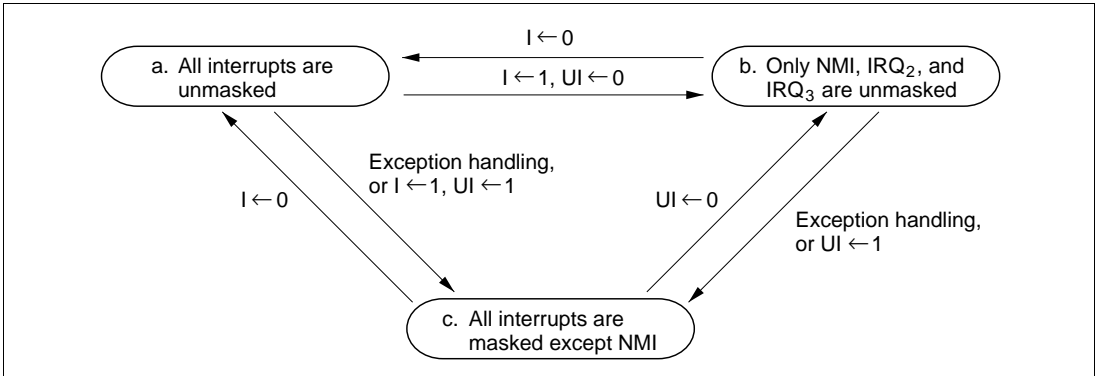 I ← 0
a. All interrupts are
unmasked
I ← 1, UI ← 0
b. Only NMI, IRQ2, and
IRQ3 are unmasked
Exception handling,
or I ← 1, UI ← 1
I ← 0
UI ← 0
Exception handling,
or UI ← 1
c. All interrupts are
masked except NMI